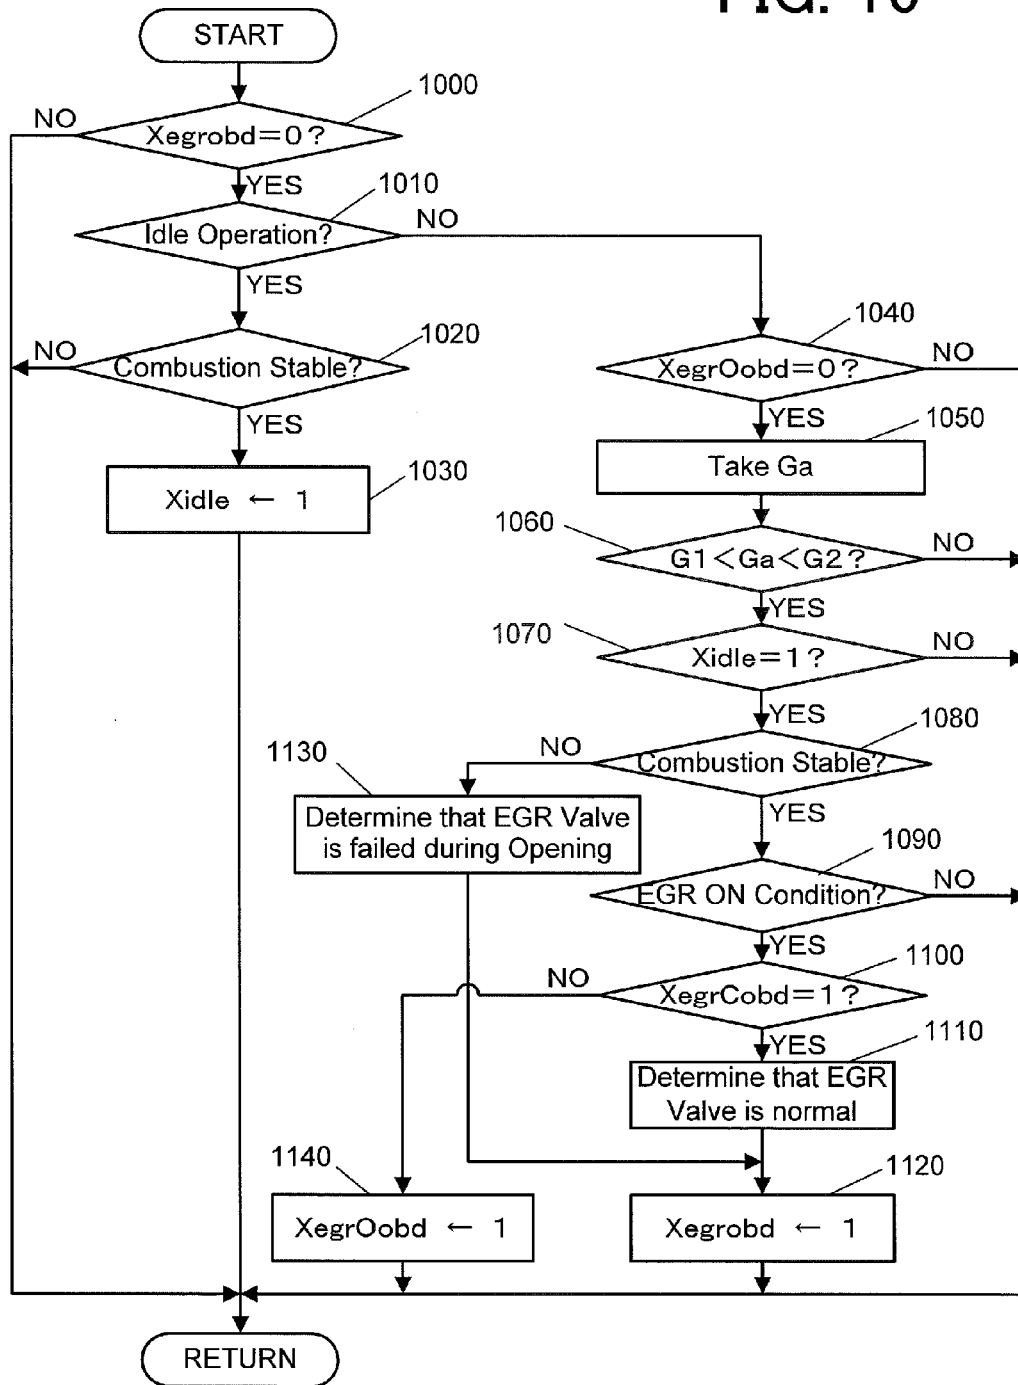 FIG. 10
START
1000
NO
Xegrobd=0?
YES
1010
NO
Idle Operation?
YES
1020
NO
Combustion Stable?
YES
1030
Xidle ← 1
1040
NO
XegrOobd=0?
YES
1050
Take Ga
1060
NO
G1<Ga<G2?
YES
1070
NO
Xidle=1?
YES
1080
NO
Combustion Stable?
YES
1130
Determine that EGR Valve
is failed during Opening
1090
NO
EGR ON Condition?
YES
1100
NO
XegrCobd=1?
YES
1110
Determine that EGR
Valve is normal
1140
XegrOobd ← 1
1120
Xegrobd ← 1
RETURN